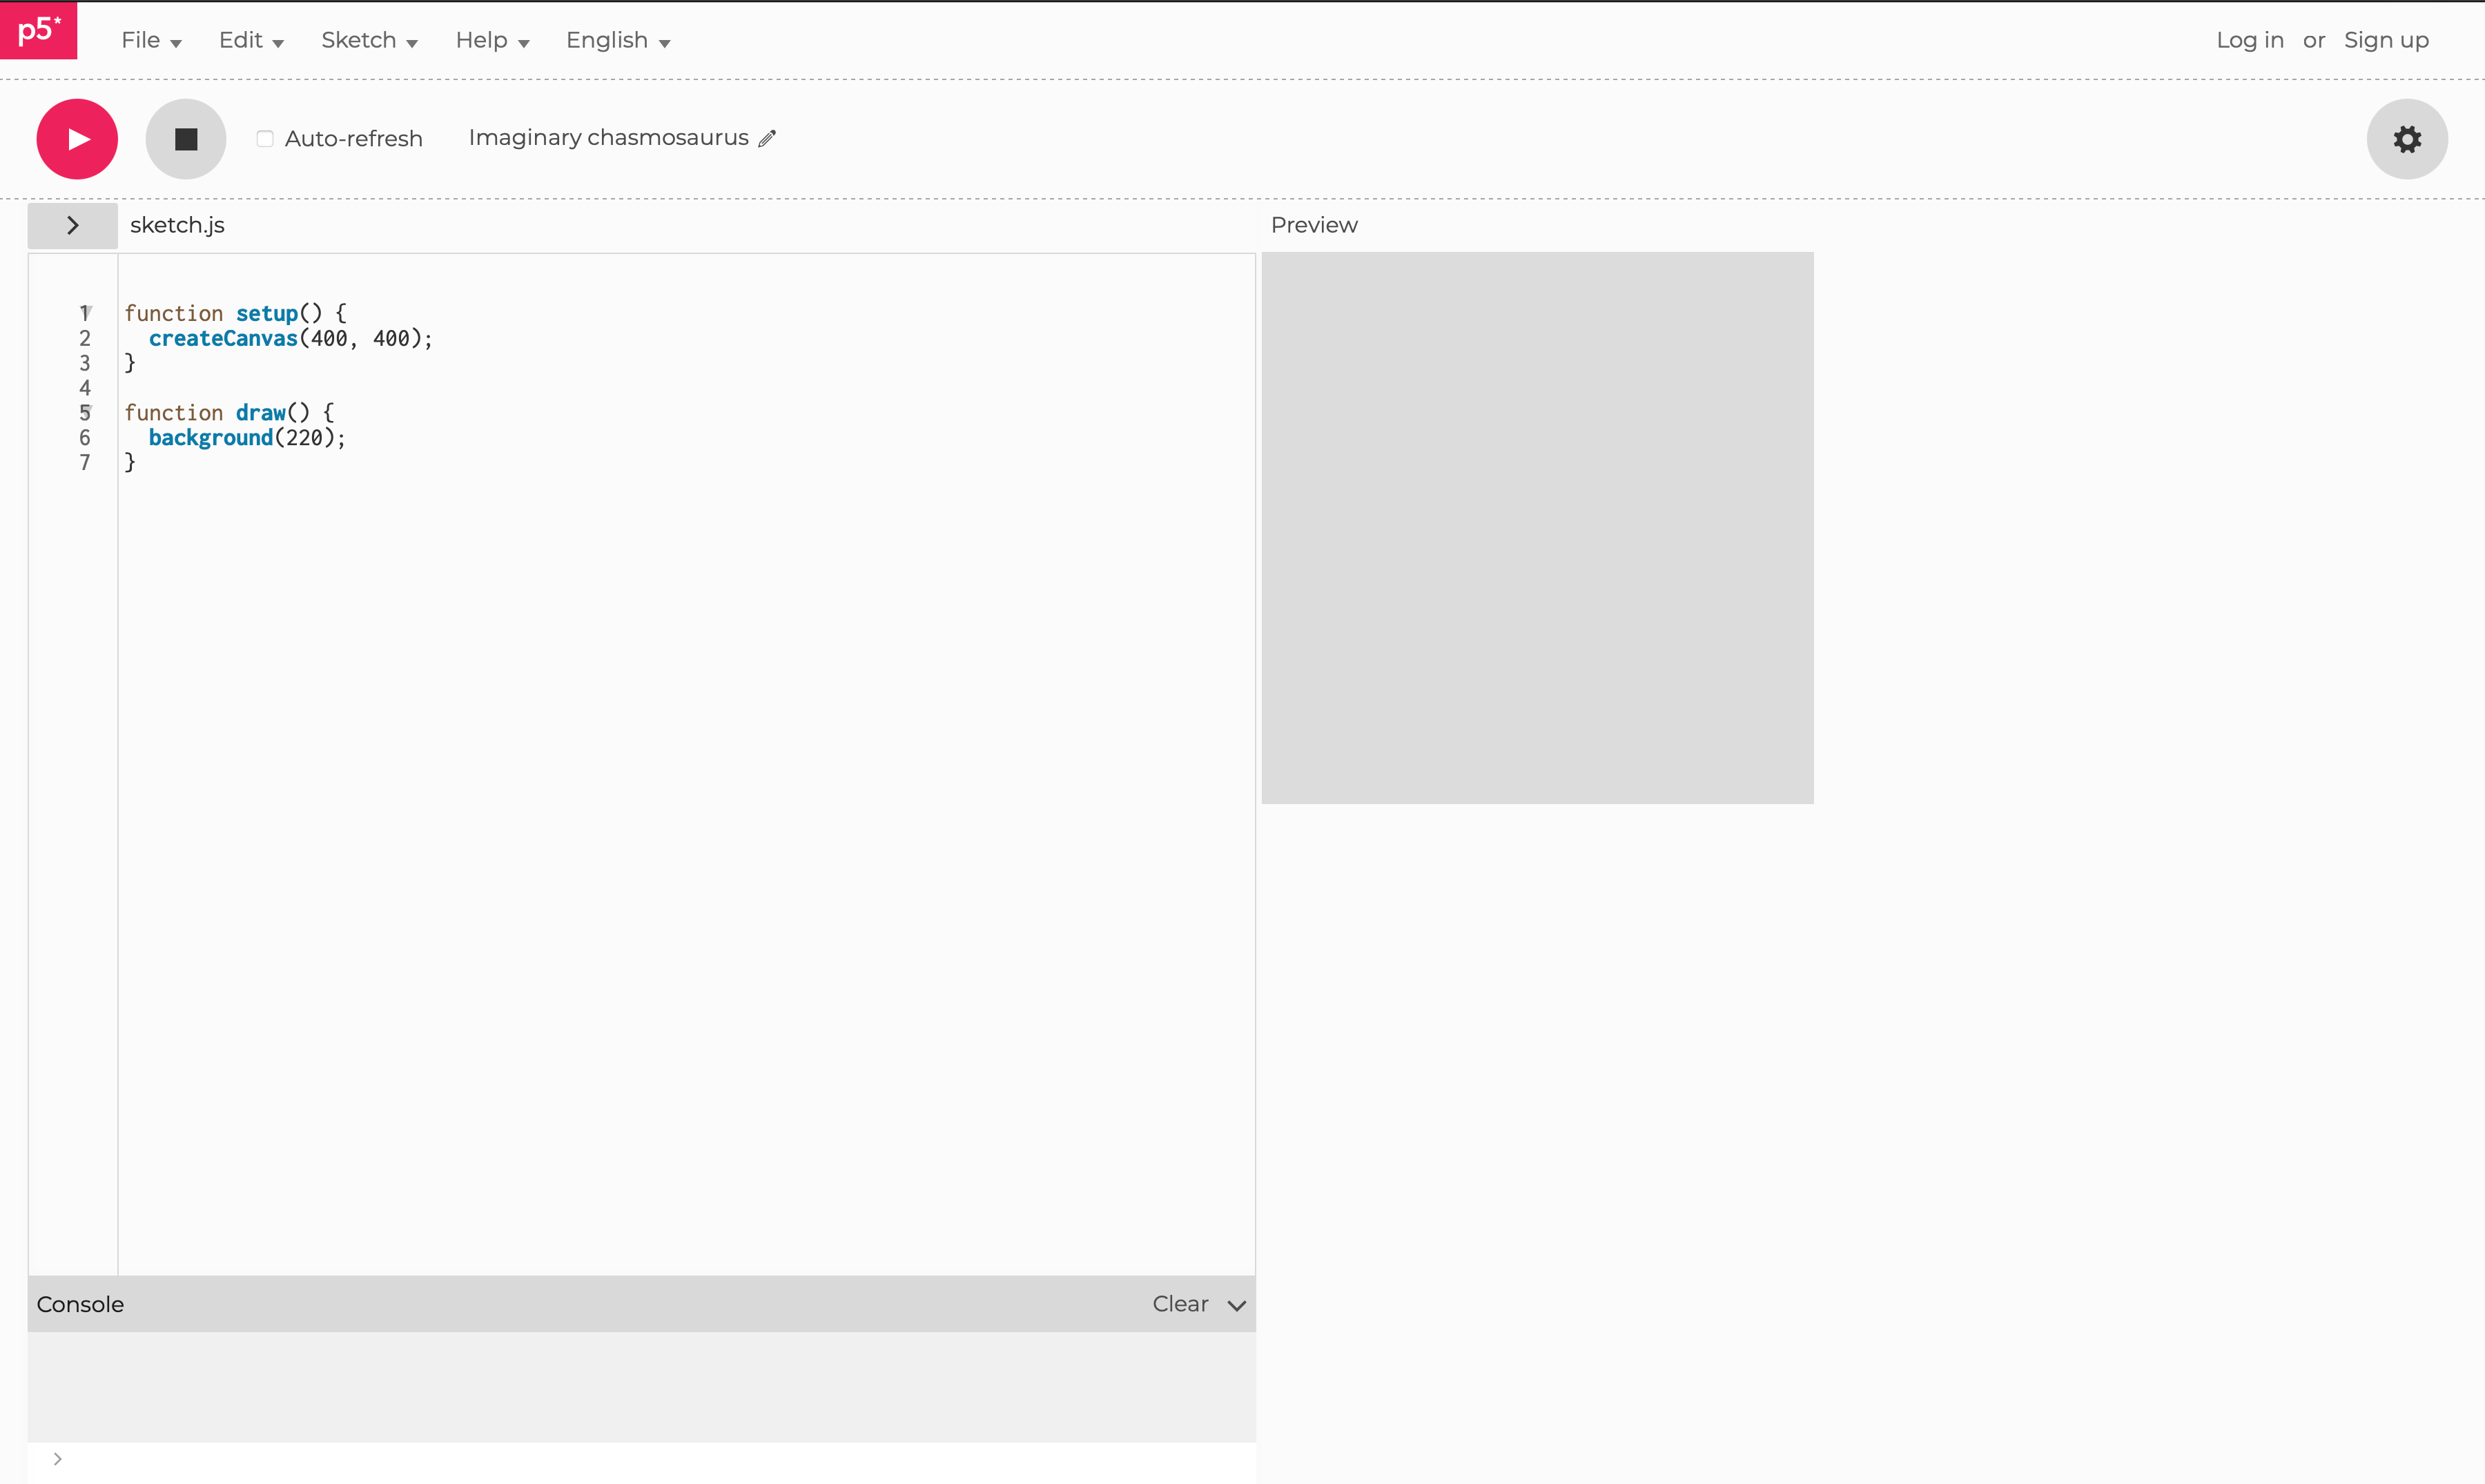 p5*
File Edit Sketch Help English Log in or Sign up
Auto-refresh Imaginary chasmosaurus
> sketch.js Preview
1 function setup() {
2 createCanvas(400, 400);
3 }
4
5 function draw() {
6 background(220);
7 }
Console Clear
>